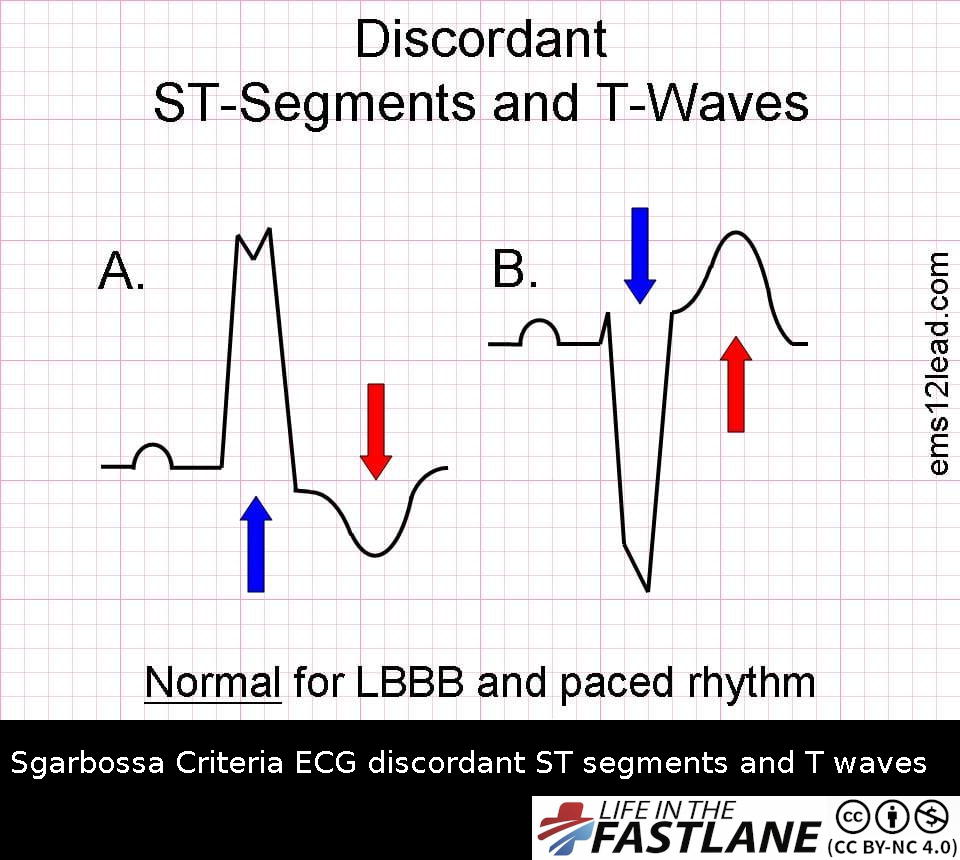 Discordant
ST-Segments and T-Waves
A.
B.
ems12lead.com
Normal for LBBB and paced rhythm
Sgarbossa Criteria ECG discordant ST segments and T waves
LIFE IN THE
FASTLANE
cc
$
(CC BY-NC 4.0)